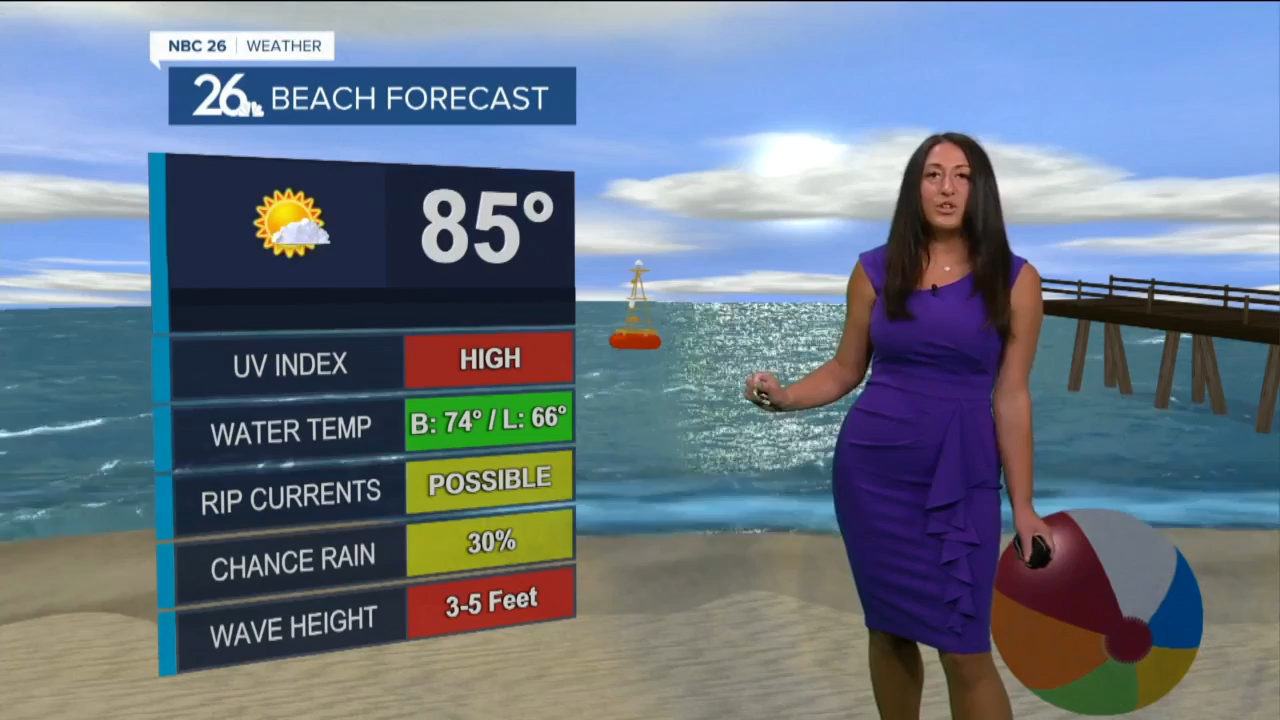 NBC 26 | WEATHER
26 BEACH FORECAST
85°
UV INDEX HIGH
WATER TEMP B: 74° / L: 66°
RIP CURRENTS POSSIBLE
CHANCE RAIN 30%
WAVE HEIGHT 3-5 Feet